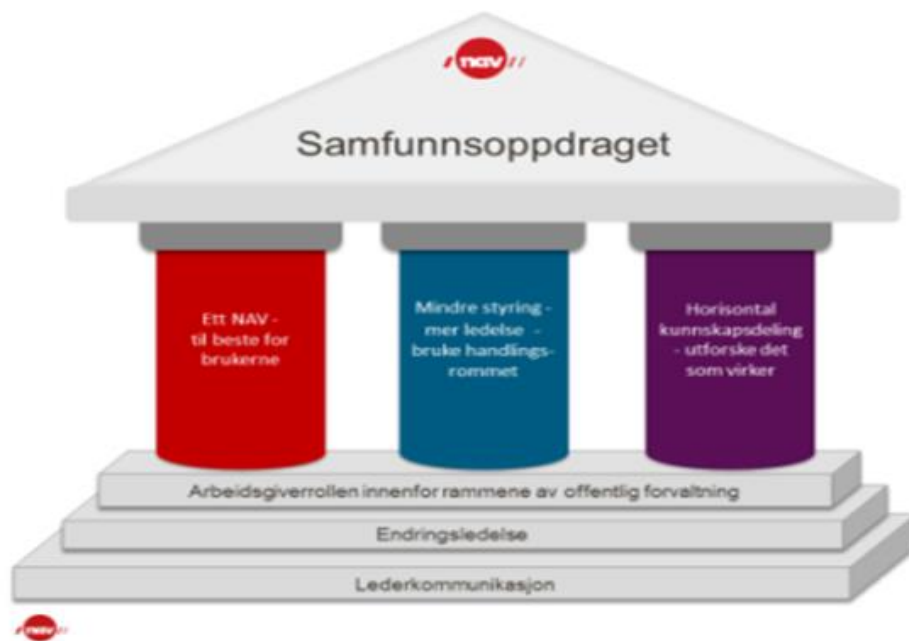 nav
Samfunnsoppdraget
Ett NAV -
til beste for
brukerne
Mindre styring -
mer ledelse -
bruke handlings-
rommet
Horisontal
kunnskapsdeling
- utforske det
som virker
Arbeidsgiverrollen innenfor rammene av offentlig forvaltning
Endringsledelse
Lederkommunikasjon
nav